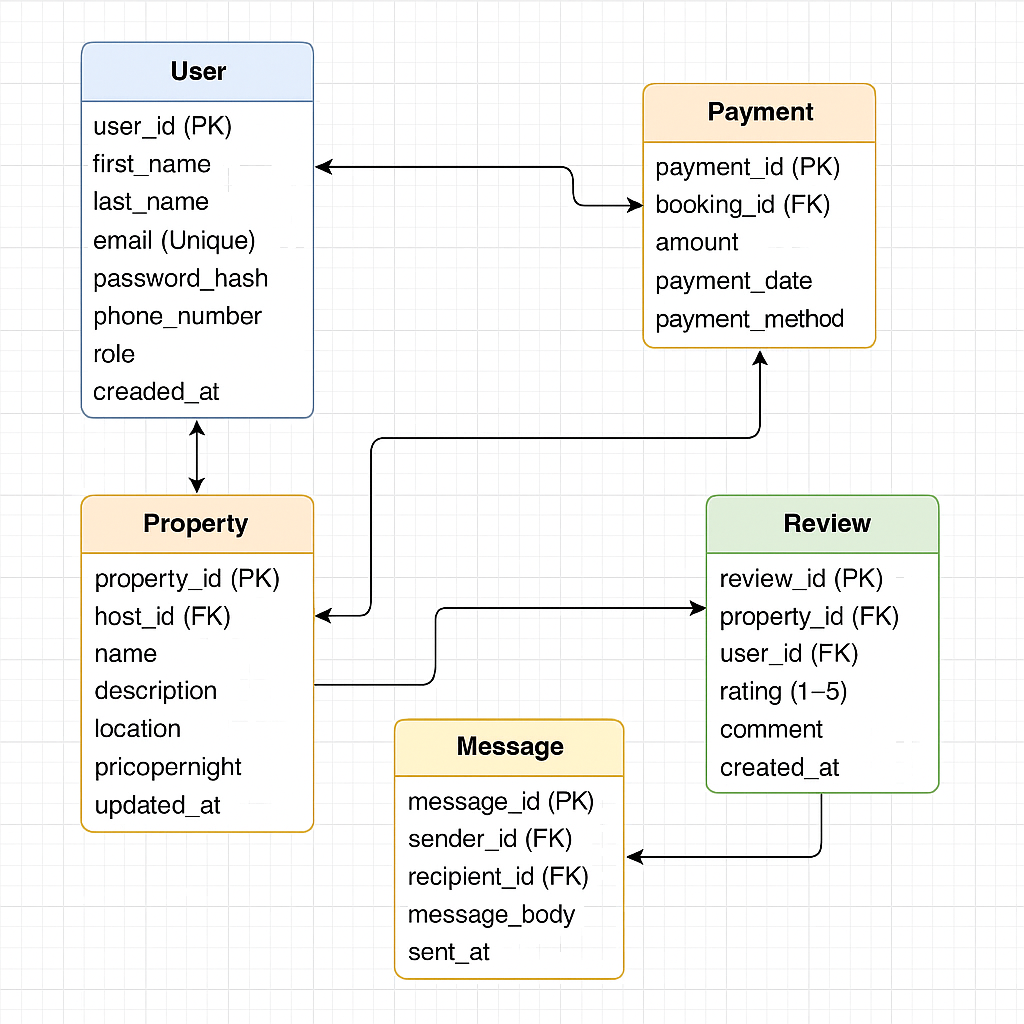 User
user_id (PK)
first_name
last_name
email (Unique)
password_hash
phone_number
role
creaded_at
Payment
payment_id (PK)
booking_id (FK)
amount
payment_date
payment_method
Property
property_id (PK)
host_id (FK)
name
description
location
pricopernight
updated_at
Review
review_id (PK)
property_id (FK)
user_id (FK)
rating (1–5)
comment
created_at
Message
message_id (PK)
sender_id (FK)
recipient_id (FK)
message_body
sent_at